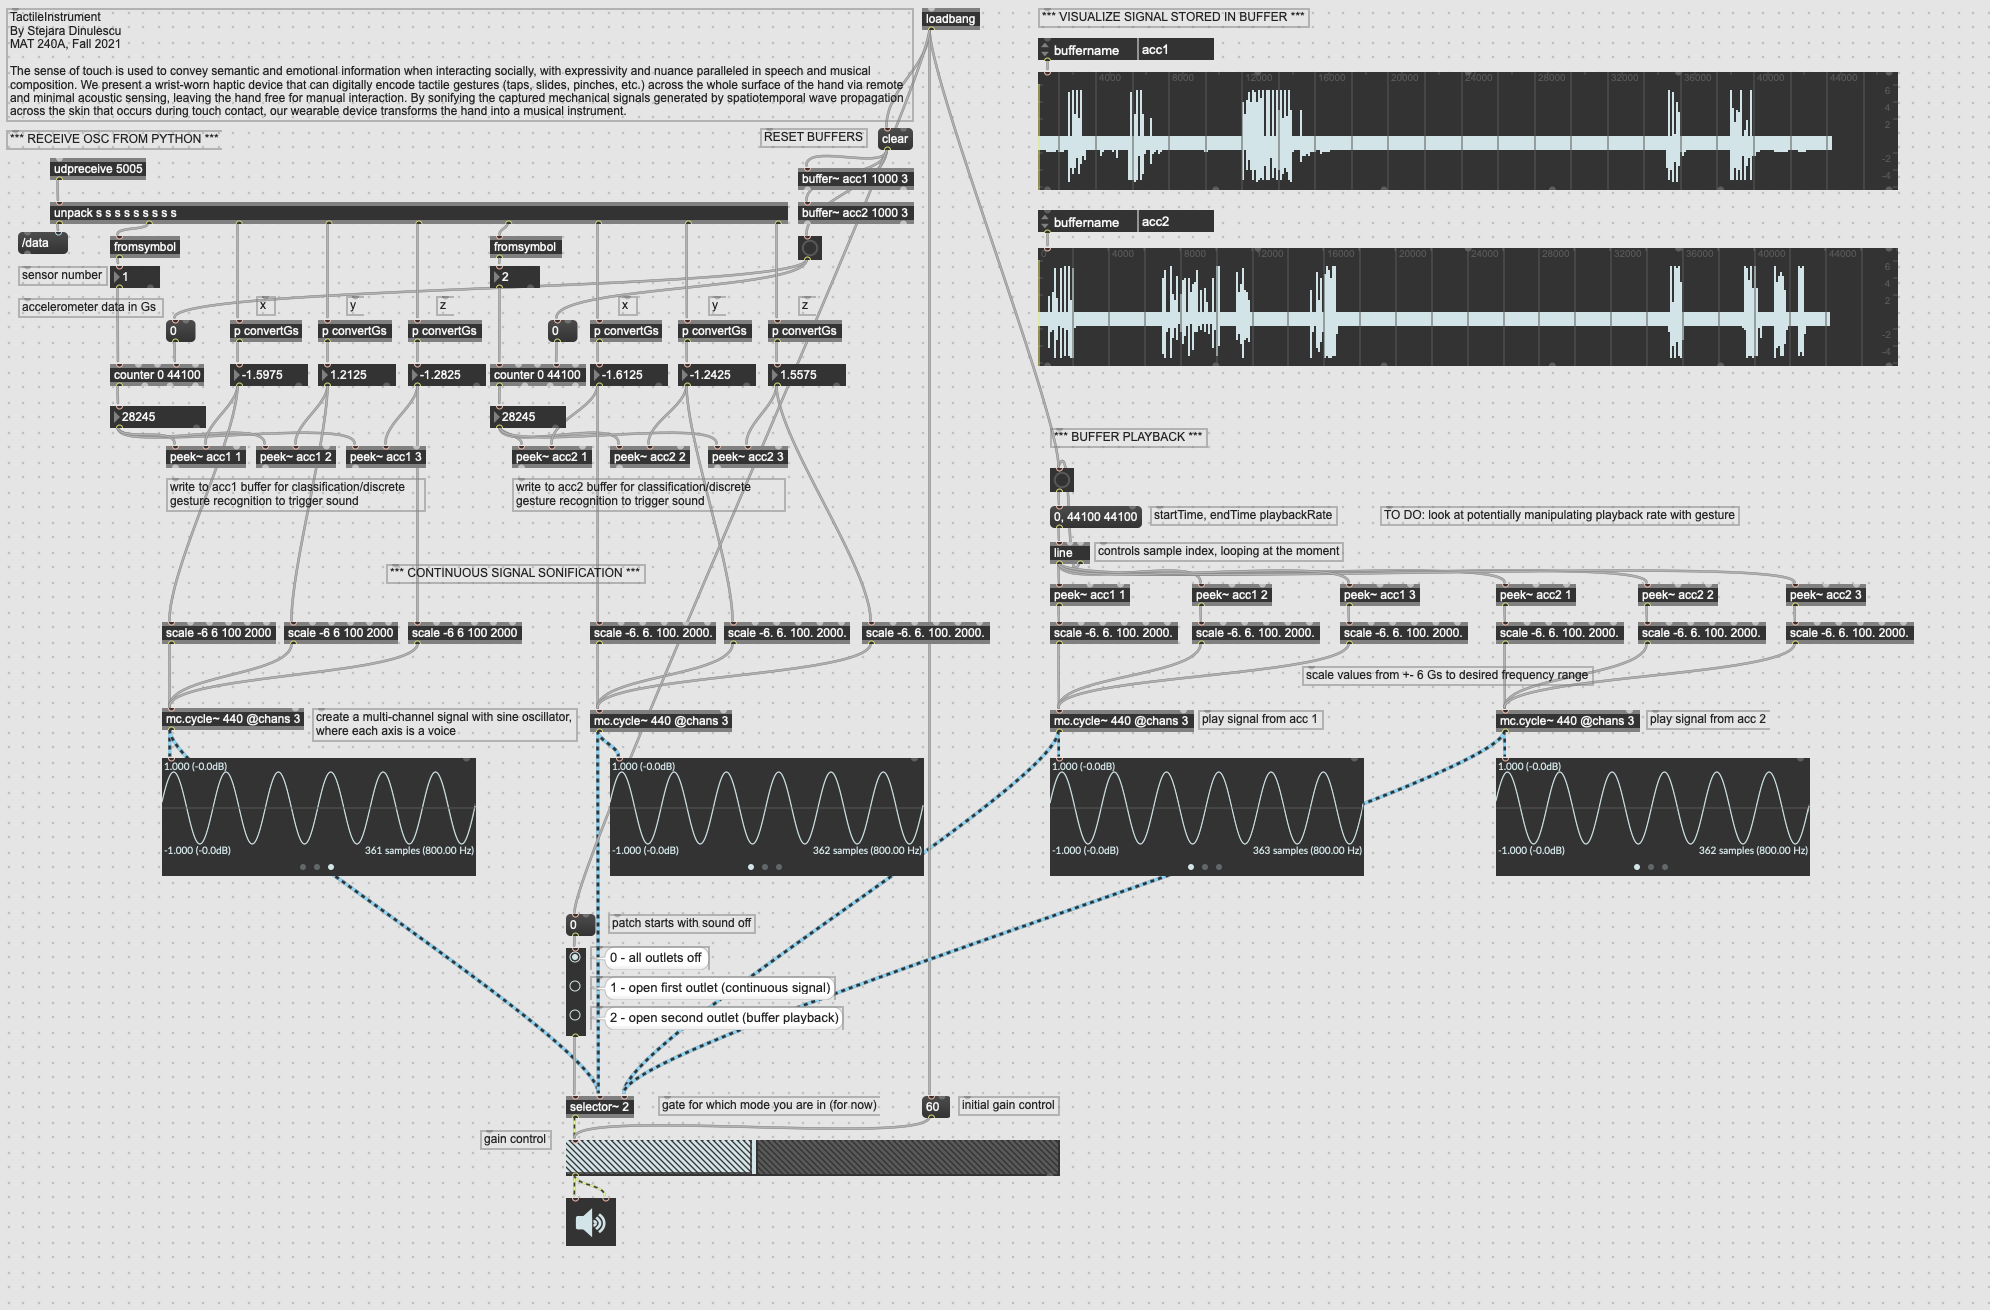 TactileInstrument
By Stejara Dinulescu
MAT 240A, Fall 2021
The sense of touch is used to convey semantic and emotional information when interacting socially, with expressivity and nuance paralleled in speech and musical
composition. We present a wrist-worn haptic device that can digitally encode tactile gestures (taps, slides, pinches, etc.) across the whole surface of the hand via remote
and minimal acoustic sensing, leaving the hand free for manual interaction. By sonifying the captured mechanical signals generated by spatiotemporal wave propagation
across the skin that occurs during touch contact, our wearable device transforms the hand into a musical instrument.
loadbang
*** RECEIVE OSC FROM PYTHON ***
RESET BUFFERS
clear
udpreceive 5005
buffer~ acc1 1000 3
unpack s s s s s s s s s
buffer~ acc2 1000 3
/data
fromsymbol
fromsymbol
sensor number
1
2
accelerometer data in Gs
x
y
z
x
y
z
0
p convertGs
p convertGs
p convertGs
0
p convertGs
p convertGs
p convertGs
counter 0 44100
-1.5975
1.2125
-1.2825
counter 0 44100
-1.6125
-1.2425
1.5575
28245
28245
peek~ acc1 1
peek~ acc1 2
peek~ acc1 3
peek~ acc2 1
peek~ acc2 2
peek~ acc2 3
write to acc1 buffer for classification/discrete
gesture recognition to trigger sound
write to acc2 buffer for classification/discrete
gesture recognition to trigger sound
*** CONTINUOUS SIGNAL SONIFICATION ***
scale -6 6 100 2000
scale -6 6 100 2000
scale -6 6 100 2000
scale -6. 6. 100. 2000.
scale -6. 6. 100. 2000.
scale -6. 6. 100. 2000.
mc.cycle~ 440 @chans 3
create a multi-channel signal with sine oscillator,
where each axis is a voice
mc.cycle~ 440 @chans 3
1.000 (-0.0dB)
-1.000 (-0.0dB)
361 samples (800.00 Hz)
1.000 (-0.0dB)
-1.000 (-0.0dB)
362 samples (800.00 Hz)
*** VISUALIZE SIGNAL STORED IN BUFFER ***
buffername
acc1
4000
8000
12000
16000
20000
24000
28000
32000
36000
40000
44000
6
4
2
-2
-4
buffername
acc2
0
4000
8000
12000
16000
20000
24000
28000
32000
36000
40000
44000
6
4
2
-2
-4
*** BUFFER PLAYBACK ***
0, 44100 44100
startTime, endTime playbackRate
TO DO: look at potentially manipulating playback rate with gesture
line
controls sample index, looping at the moment
peek~ acc1 1
peek~ acc1 2
peek~ acc1 3
peek~ acc2 1
peek~ acc2 2
peek~ acc2 3
scale -6. 6. 100. 2000.
scale -6. 6. 100. 2000.
scale -6. 6. 100. 2000.
scale -6. 6. 100. 2000.
scale -6. 6. 100. 2000.
scale -6. 6. 100. 2000.
scale values from +- 6 Gs to desired frequency range
mc.cycle~ 440 @chans 3
play signal from acc 1
mc.cycle~ 440 @chans 3
play signal from acc 2
1.000 (-0.0dB)
-1.000 (-0.0dB)
363 samples (800.00 Hz)
1.000 (-0.0dB)
-1.000 (-0.0dB)
362 samples (800.00 Hz)
0
patch starts with sound off
0 - all outlets off
1 - open first outlet (continuous signal)
2 - open second outlet (buffer playback)
selector~ 2
gate for which mode you are in (for now)
60
initial gain control
gain control